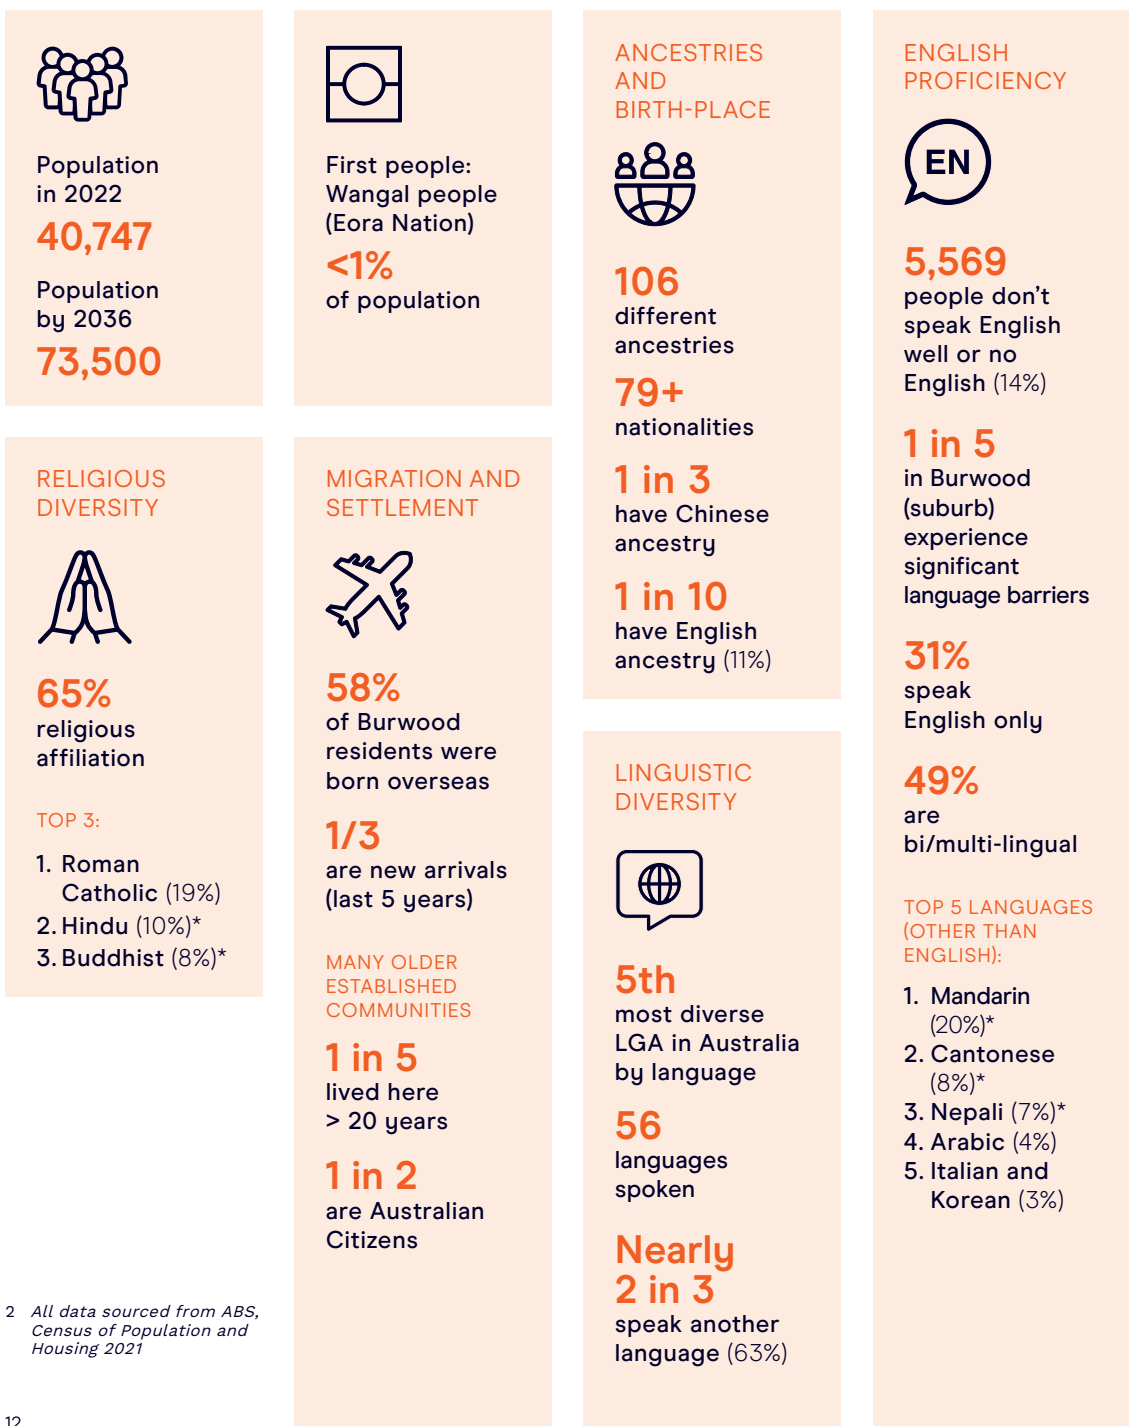 Population
in 2022
40,747
Population
by 2036
73,500
First people:
Wangal people
(Eora Nation)
<1%
of population
ANCESTRIES
AND
BIRTH-PLACE
106
different
ancestries
79+
nationalities
1 in 3
have Chinese
ancestry
1 in 10
have English
ancestry (11%)
ENGLISH
PROFICIENCY
EN
5,569
people don't
speak English
well or no
English (14%)
1 in 5
in Burwood
(suburb)
experience
significant
language barriers
31%
speak
English only
49%
are
bi/multi-lingual
TOP 5 LANGUAGES
(OTHER THAN
ENGLISH):
1. Mandarin
(20%)*
2. Cantonese
(8%)*
3. Nepali (7%)*
4. Arabic (4%)
5. Italian and
Korean (3%)
RELIGIOUS
DIVERSITY
65%
religious
affiliation
TOP 3:
1. Roman
Catholic (19%)
2. Hindu (10%)*
3. Buddhist (8%)*
MIGRATION AND
SETTLEMENT
58%
of Burwood
residents were
born overseas
1/3
are new arrivals
(last 5 years)
MANY OLDER
ESTABLISHED
COMMUNITIES
1 in 5
lived here
> 20 years
1 in 2
are Australian
Citizens
LINGUISTIC
DIVERSITY
5th
most diverse
LGA in Australia
by language
56
languages
spoken
Nearly
2 in 3
speak another
language (63%)
2 All data sourced from ABS,
Census of Population and
Housing 2021
12